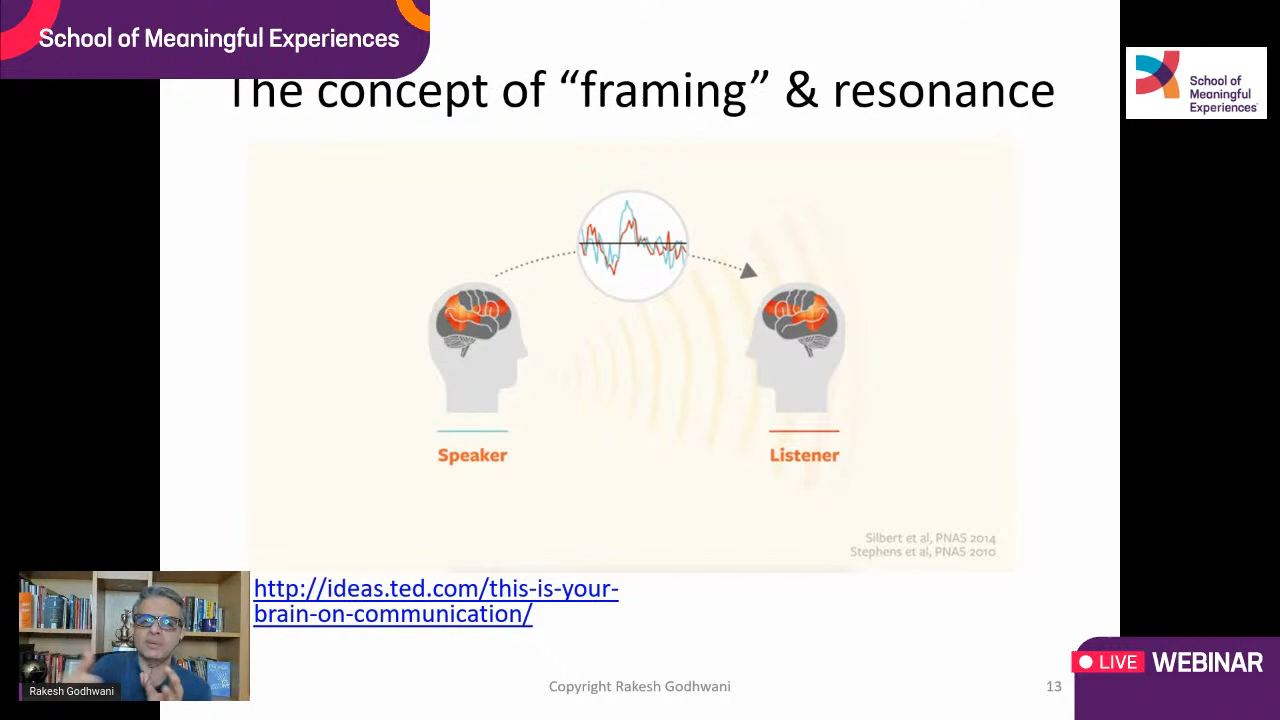 School of Meaningful Experiences
The concept of “framing” & resonance
School of
Meaningful
Experiences
Speaker
Listener
Silbert et al, PNAS 2014
Stephens et al, PNAS 2010
http://ideas.ted.com/this-is-your-
brain-on-communication/
Rakesh Godhwani
Copyright Rakesh Godhwani
13
LIVE WEBINAR